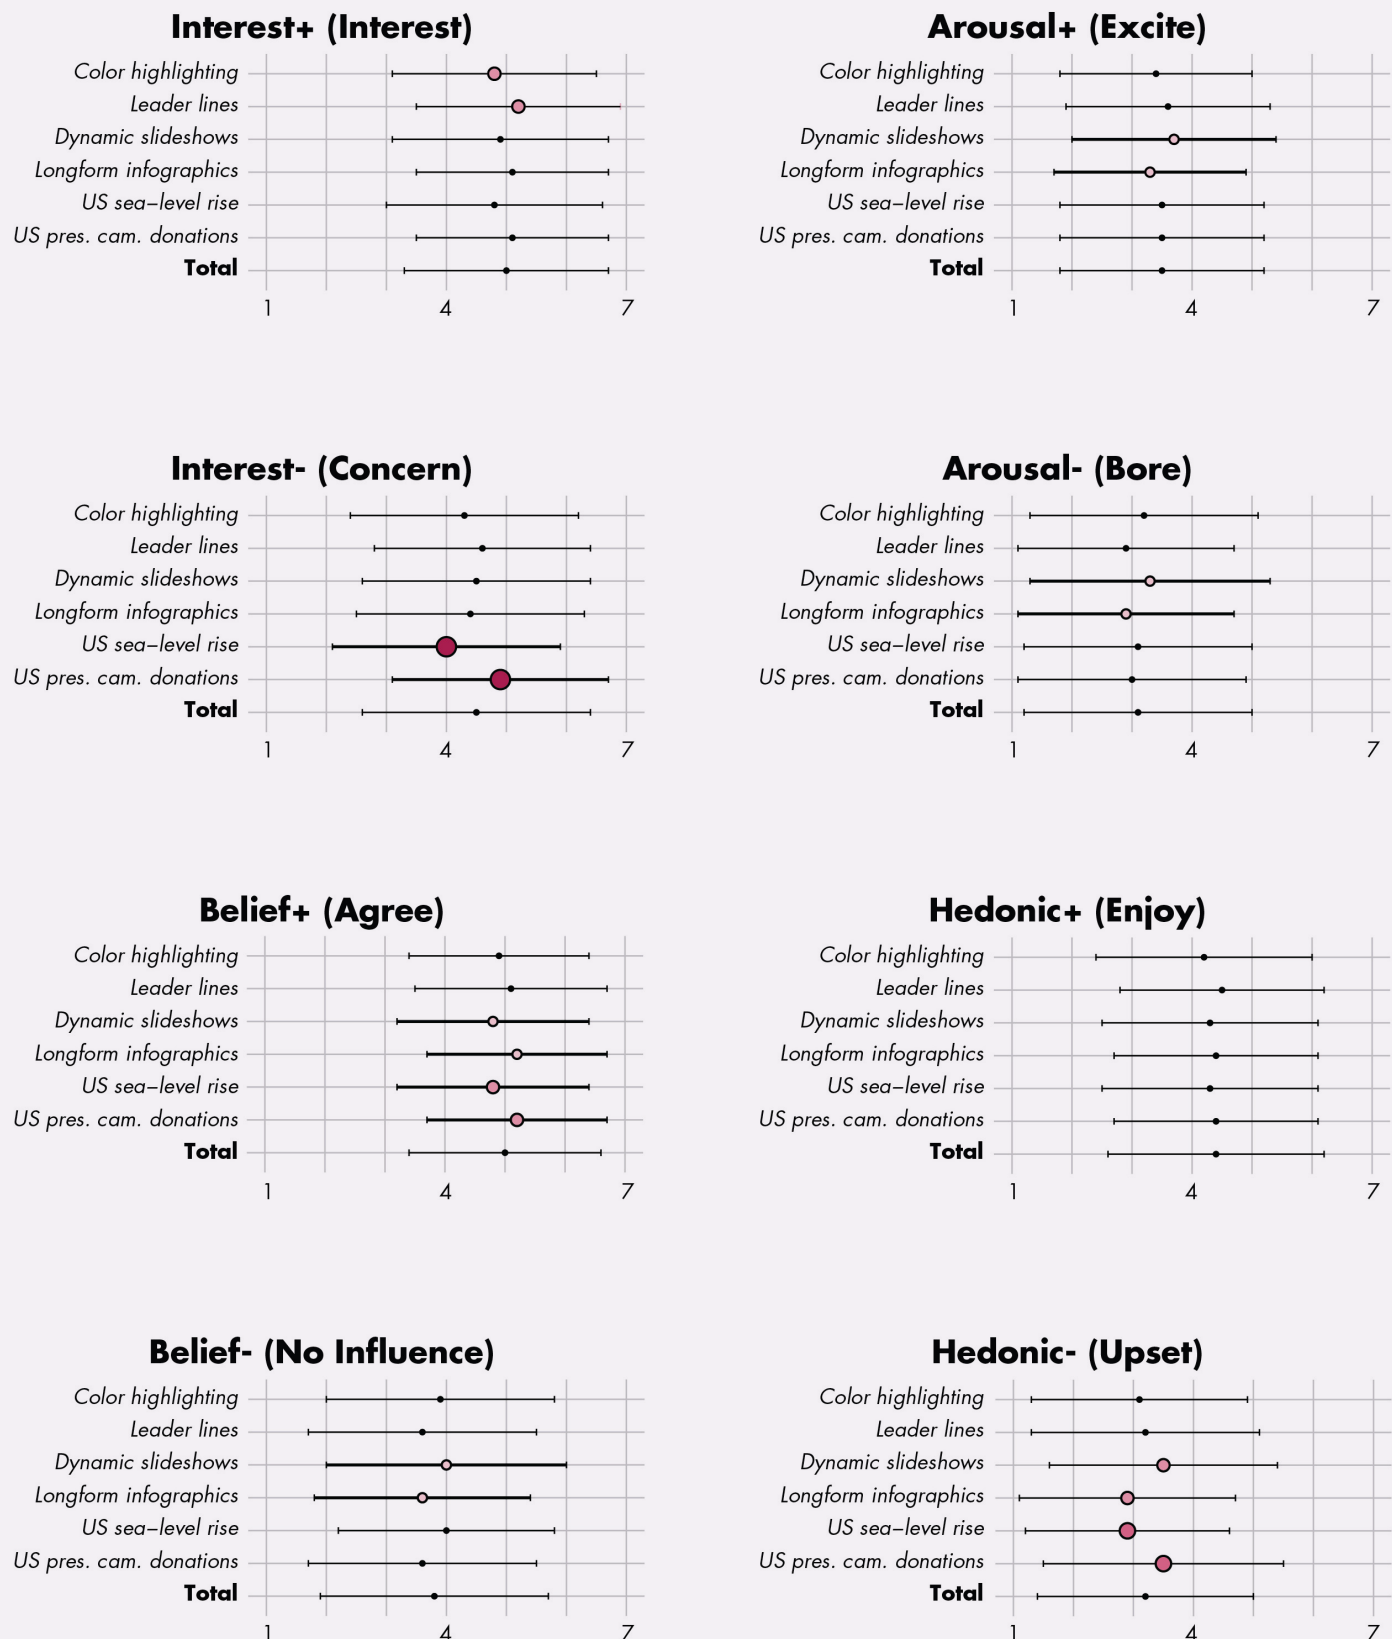 Interest+ (Interest)
Color highlighting
Leader lines
Dynamic slideshows
Longform infographics
US sea–level rise
US pres. cam. donations
Total
1 4 7
Arousal+ (Excite)
Color highlighting
Leader lines
Dynamic slideshows
Longform infographics
US sea–level rise
US pres. cam. donations
Total
1 4 7
Interest- (Concern)
Color highlighting
Leader lines
Dynamic slideshows
Longform infographics
US sea–level rise
US pres. cam. donations
Total
1 4 7
Arousal- (Bore)
Color highlighting
Leader lines
Dynamic slideshows
Longform infographics
US sea–level rise
US pres. cam. donations
Total
1 4 7
Belief+ (Agree)
Color highlighting
Leader lines
Dynamic slideshows
Longform infographics
US sea–level rise
US pres. cam. donations
Total
1 4 7
Hedonic+ (Enjoy)
Color highlighting
Leader lines
Dynamic slideshows
Longform infographics
US sea–level rise
US pres. cam. donations
Total
1 4 7
Belief- (No Influence)
Color highlighting
Leader lines
Dynamic slideshows
Longform infographics
US sea–level rise
US pres. cam. donations
Total
1 4 7
Hedonic- (Upset)
Color highlighting
Leader lines
Dynamic slideshows
Longform infographics
US sea–level rise
US pres. cam. donations
Total
1 4 7